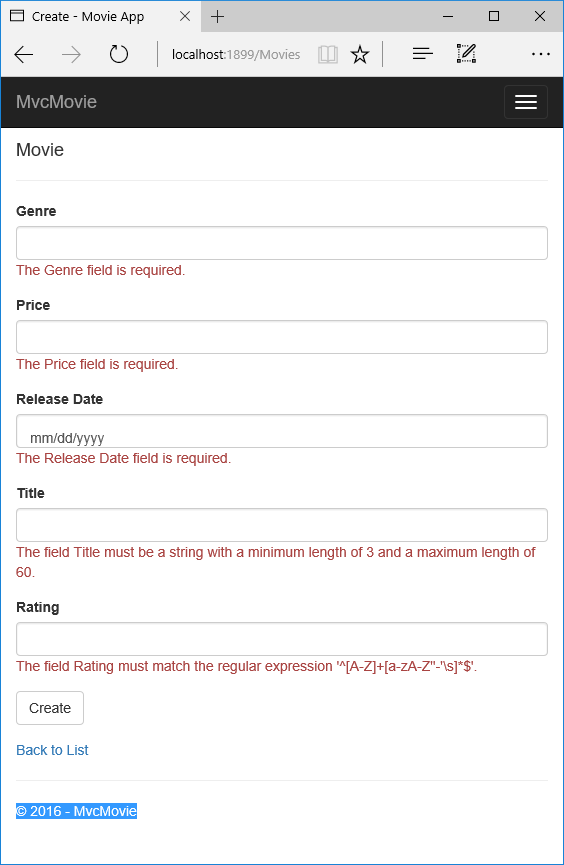 Create - Movie App
localhost:1899/Movies
MvcMovie
Movie
Genre
The Genre field is required.
Price
The Price field is required.
Release Date
mm/dd/yyyy
The Release Date field is required.
Title
The field Title must be a string with a minimum length of 3 and a maximum length of
60.
Rating
The field Rating must match the regular expression '^[A-Z]+[a-zA-Z''-'\s]*$'.
Create
Back to List
© 2016 - MvcMovie